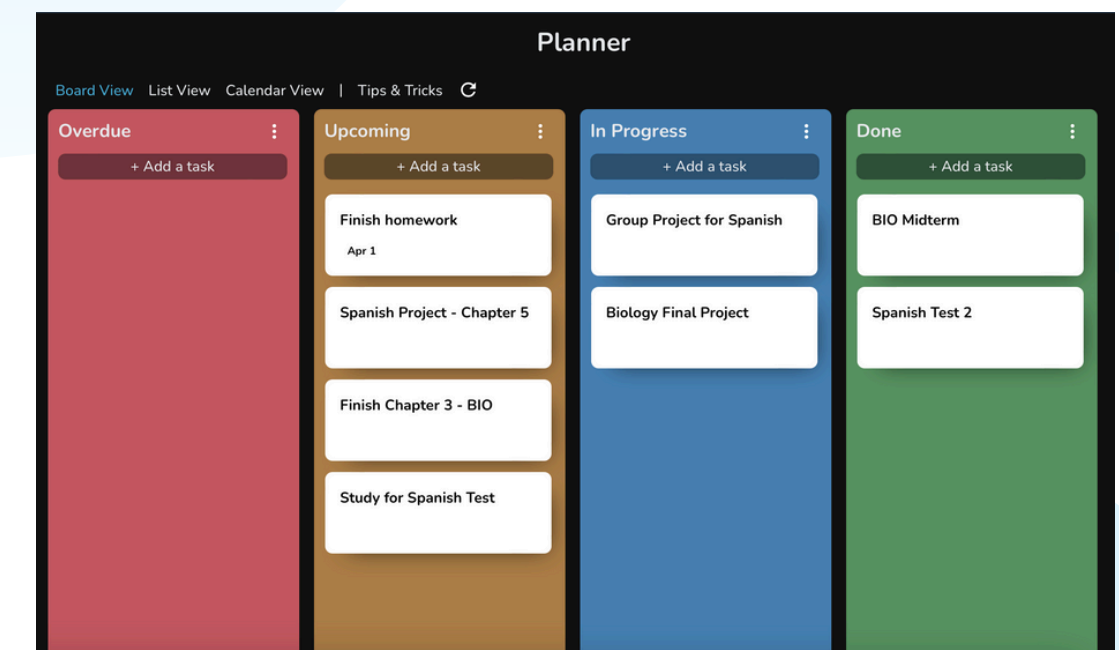 Planner
Board View List View Calendar View | Tips & Tricks
Overdue
+ Add a task
Upcoming
+ Add a task
Finish homework
Apr 1
Spanish Project - Chapter 5
Finish Chapter 3 - BIO
Study for Spanish Test
In Progress
+ Add a task
Group Project for Spanish
Biology Final Project
Done
+ Add a task
BIO Midterm
Spanish Test 2